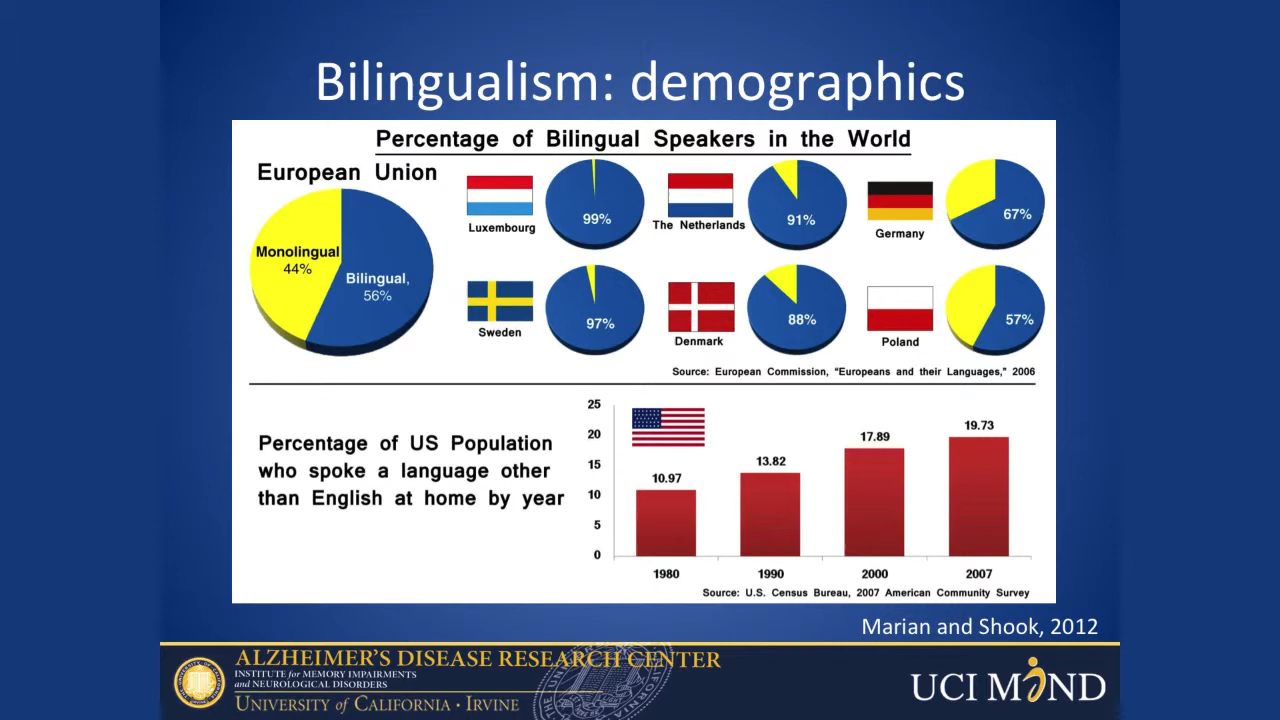 Bilingualism: demographics
Percentage of Bilingual Speakers in the World
European Union
Monolingual
44%
Bilingual,
56%
Luxembourg
99%
The Netherlands
91%
Germany
67%
Sweden
97%
Denmark
88%
Poland
57%
Source: European Commission, “Europeans and their Languages,” 2006
Percentage of US Population
who spoke a language other
than English at home by year
25
20
15
10
5
0
10.97
13.82
17.89
19.73
1980
1990
2000
2007
Source: U.S. Census Bureau, 2007 American Community Survey
Marian and Shook, 2012
ALZHEIMER'S DISEASE RESEARCH CENTER
INSTITUTE for MEMORY IMPAIRMENTS
and NEUROLOGICAL DISORDERS
UNIVERSITY of CALIFORNIA · IRVINE
UCI MIND